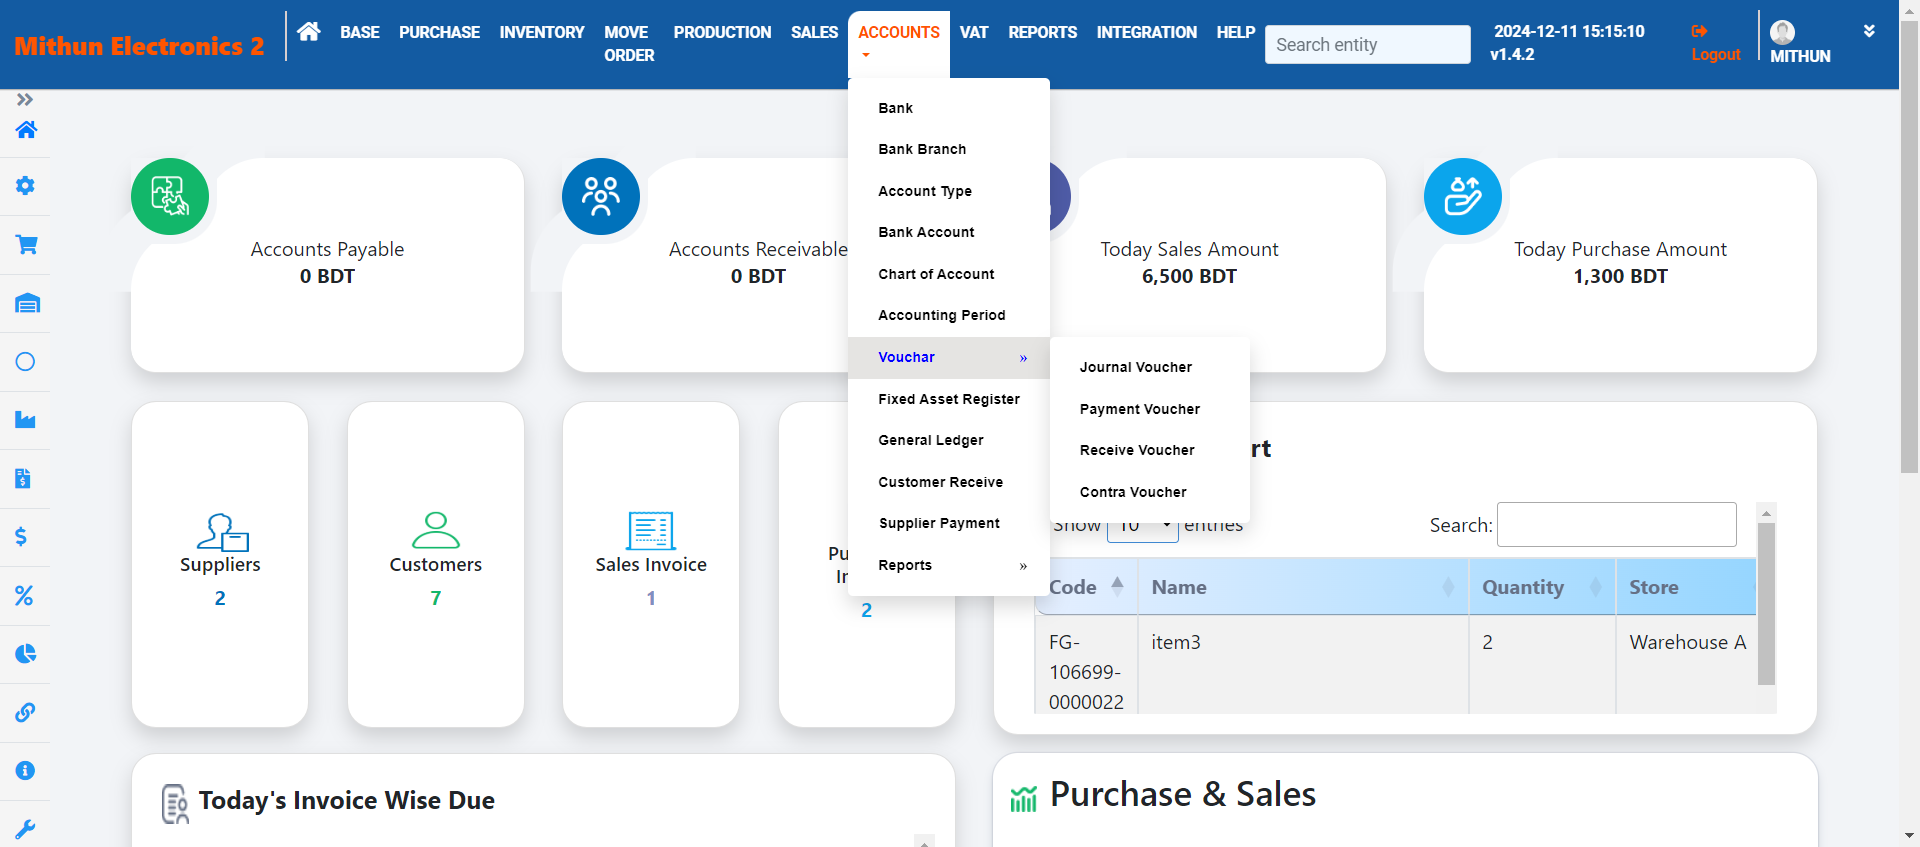 Mithun Electronics 2
BASE
PURCHASE
INVENTORY
MOVE
ORDER
PRODUCTION
SALES
ACCOUNTS
VAT
REPORTS
INTEGRATION
HELP
Search entity
2024-12-11 15:15:10
v1.4.2
Logout
MITHUN
Bank
Bank Branch
Account Type
Bank Account
Chart of Account
Accounting Period
Vouchar »
Fixed Asset Register
General Ledger
Customer Receive
Supplier Payment
Reports »
Journal Voucher
Payment Voucher
Receive Voucher
Contra Voucher
Accounts Payable
0 BDT
Accounts Receivable
0 BDT
Today Sales Amount
6,500 BDT
Today Purchase Amount
1,300 BDT
Suppliers
2
Customers
7
Sales Invoice
1
Pu
In
2
rt
Show 10 entries
Search:
Code Name Quantity Store
FG-
106699-
0000022
item3
2
Warehouse A
Today's Invoice Wise Due
Purchase & Sales